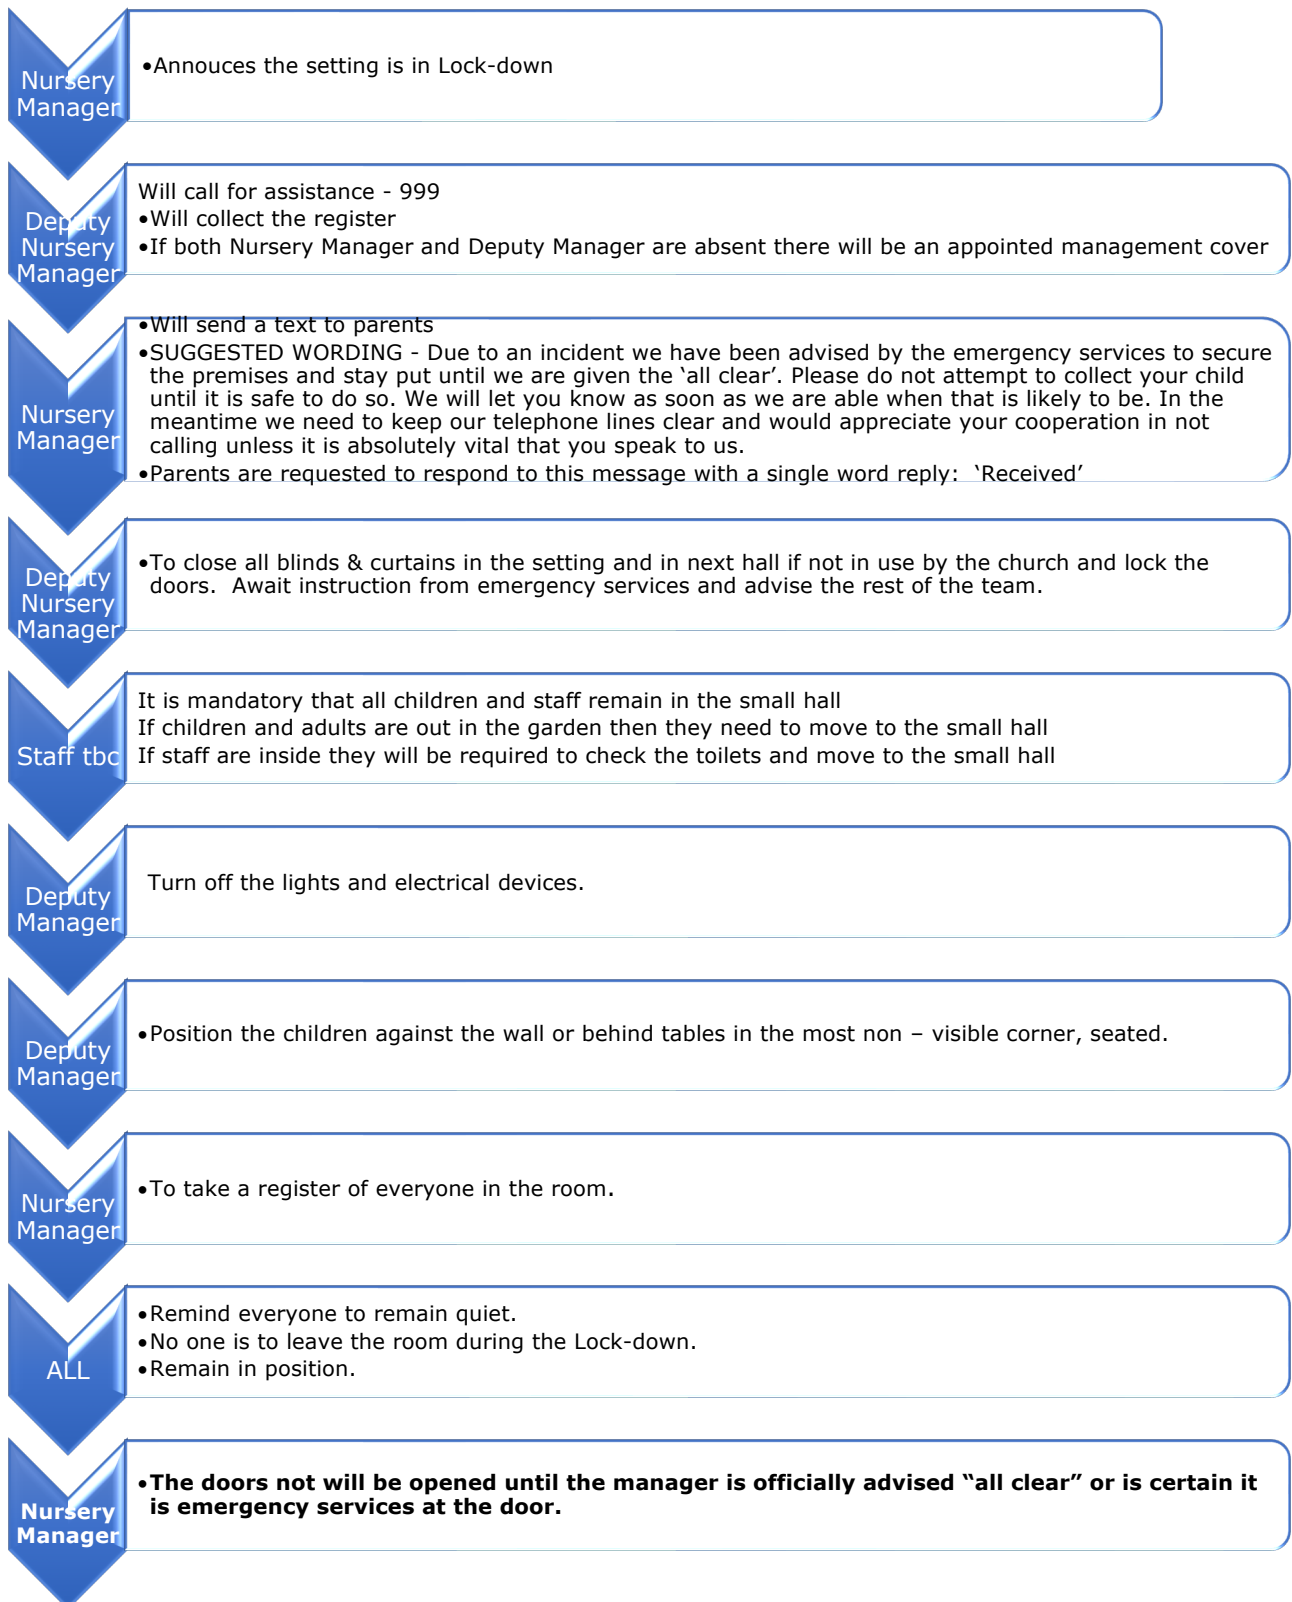 Nursery
Manager
•Annouces the setting is in Lock-down
Deputy
Nursery
Manager
Will call for assistance - 999
•Will collect the register
•If both Nursery Manager and Deputy Manager are absent there will be an appointed management cover
Nursery
Manager
•Will send a text to parents
•SUGGESTED WORDING - Due to an incident we have been advised by the emergency services to secure
the premises and stay put until we are given the ‘all clear’. Please do not attempt to collect your child
until it is safe to do so. We will let you know as soon as we are able when that is likely to be. In the
meantime we need to keep our telephone lines clear and would appreciate your cooperation in not
calling unless it is absolutely vital that you speak to us.
•Parents are requested to respond to this message with a single word reply:  ‘Received’
Deputy
Nursery
Manager
•To close all blinds & curtains in the setting and in next hall if not in use by the church and lock the
doors.  Await instruction from emergency services and advise the rest of the team.
Staff tbc
It is mandatory that all children and staff remain in the small hall
If children and adults are out in the garden then they need to move to the small hall
If staff are inside they will be required to check the toilets and move to the small hall
Deputy
Manager
Turn off the lights and electrical devices.
Deputy
Manager
•Position the children against the wall or behind tables in the most non – visible corner, seated.
Nursery
Manager
•To take a register of everyone in the room.
ALL
•Remind everyone to remain quiet.
•No one is to leave the room during the Lock-down.
•Remain in position.
Nursery
Manager
•The doors not will be opened until the manager is officially advised “all clear” or is certain it
is emergency services at the door.